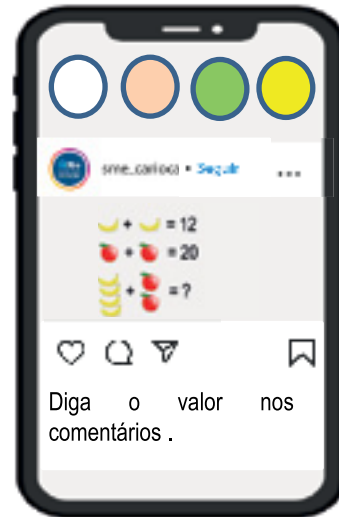 sme_carioca • Seguir
+ = 12
+ = 20
+ = ?
Diga o valor nos
comentários .